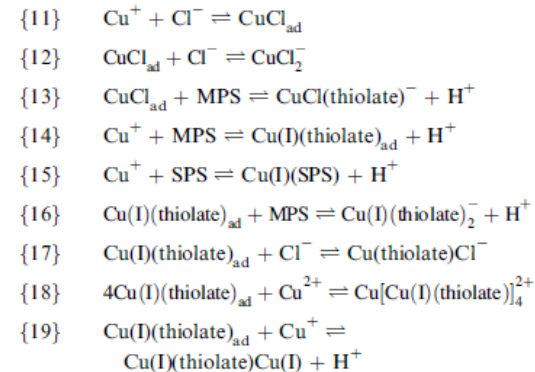 {11} Cu⁺ + Cl⁻ ⇌ CuCl_ad
{12} CuCl_ad + Cl⁻ ⇌ CuCl₂⁻
{13} CuCl_ad + MPS ⇌ CuCl(thiolate)⁻ + H⁺
{14} Cu⁺ + MPS ⇌ Cu(I)(thiolate)_ad + H⁺
{15} Cu⁺ + SPS ⇌ Cu(I)(SPS) + H⁺
{16} Cu(I)(thiolate)_ad + MPS ⇌ Cu(I)(thiolate)₂⁻ + H⁺
{17} Cu(I)(thiolate)_ad + Cl⁻ ⇌ Cu(thiolate)Cl⁻
{18} 4Cu(I)(thiolate)_ad + Cu²⁺ ⇌ Cu[Cu(I)(thiolate)]₄²⁺
{19} Cu(I)(thiolate)_ad + Cu⁺ ⇌
Cu(I)(thiolate)Cu(I) + H⁺